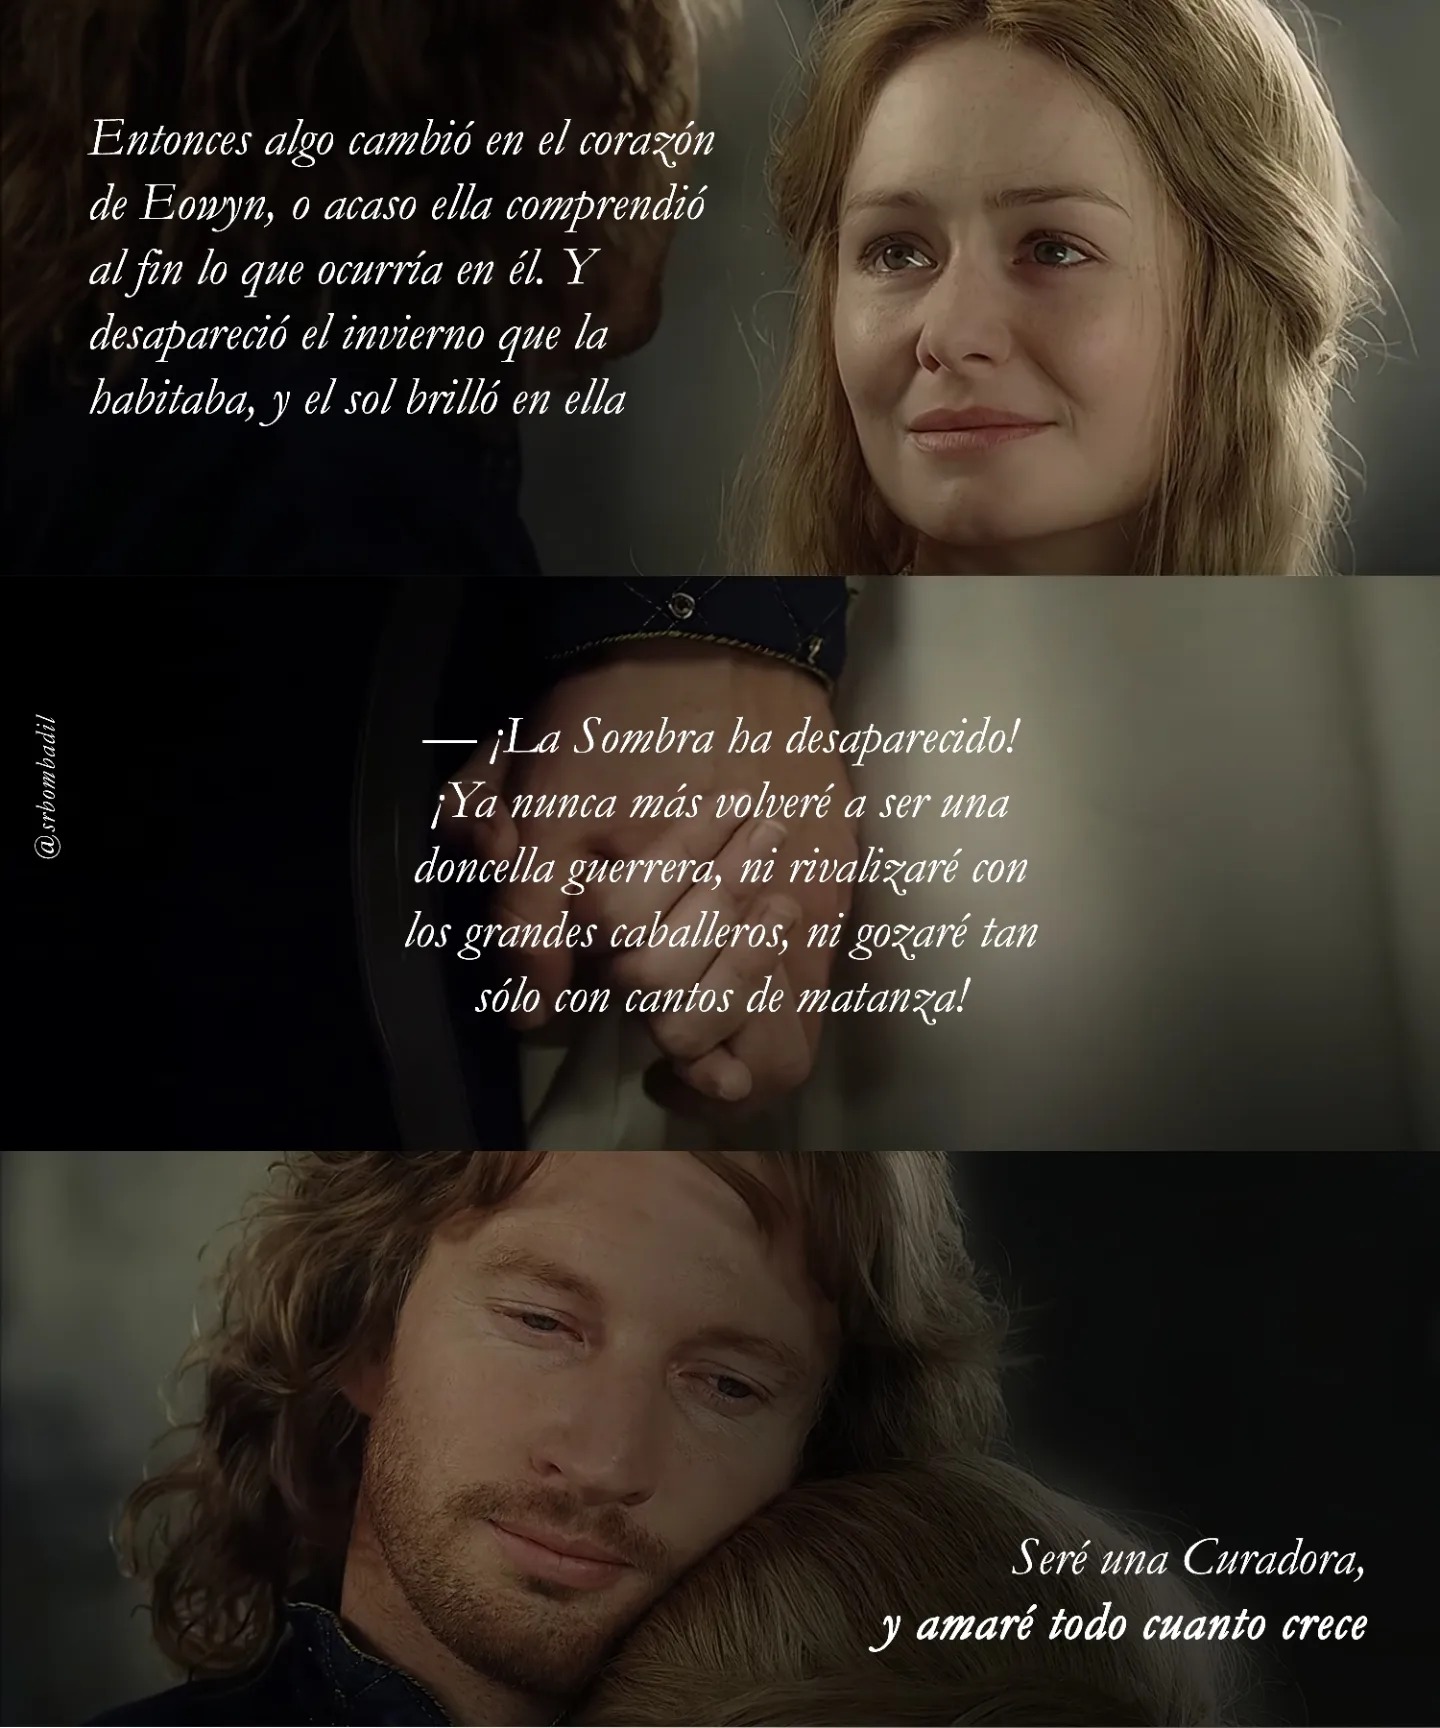 Entonces algo cambió en el corazón
de Eowyn, o acaso ella comprendió
al fin lo que ocurría en él. Y
desapareció el invierno que la
habitaba, y el sol brilló en ella
@srbombadil
— ¡La Sombra ha desaparecido!
¡Ya nunca más volveré a ser una
doncella guerrera, ni rivalizaré con
los grandes caballeros, ni gozaré tan
sólo con cantos de matanza!
Seré una Curadora,
y amaré todo cuanto crece